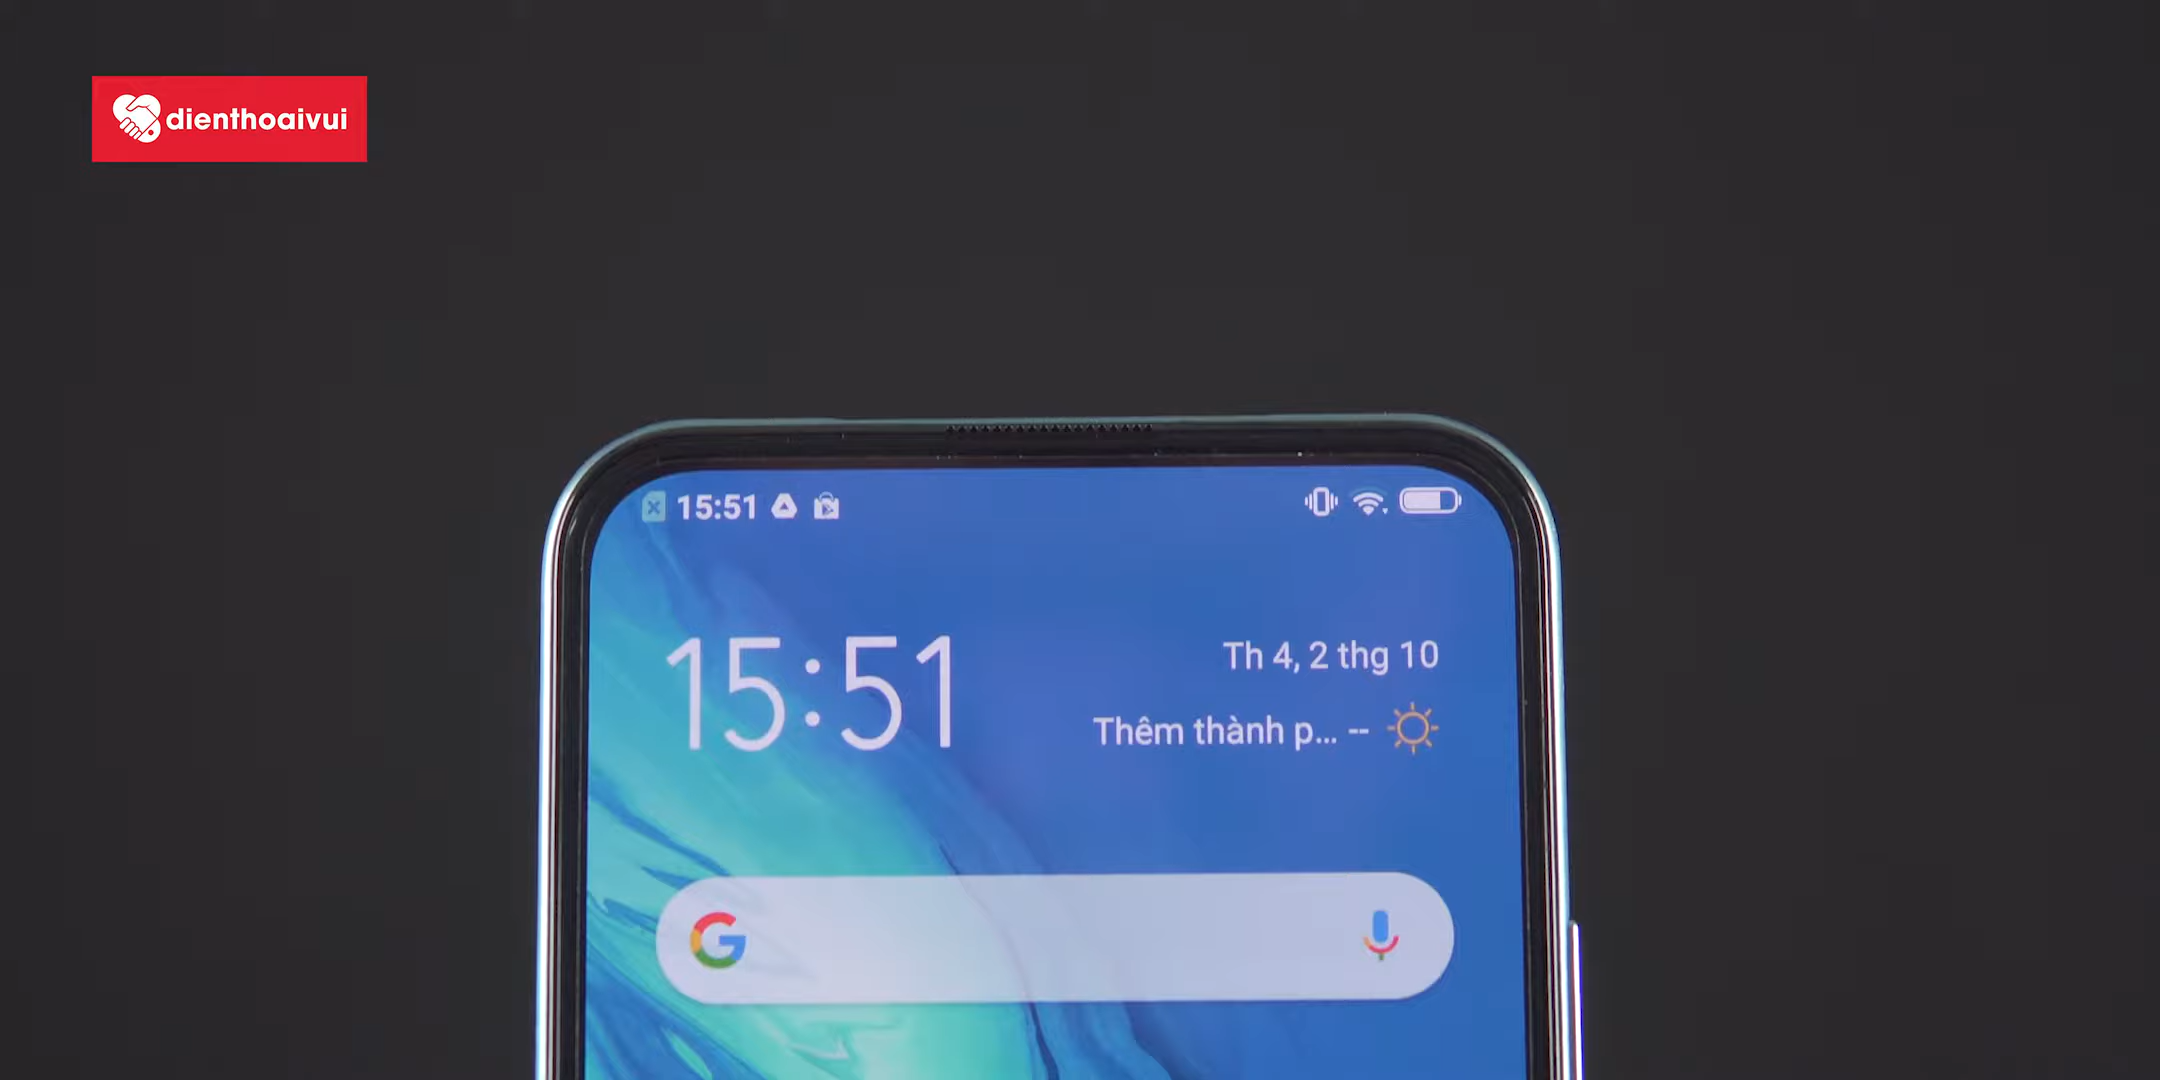 dienthoaivui
15:51
15:51
Th 4, 2 thg 10
Thêm thành p... --
G